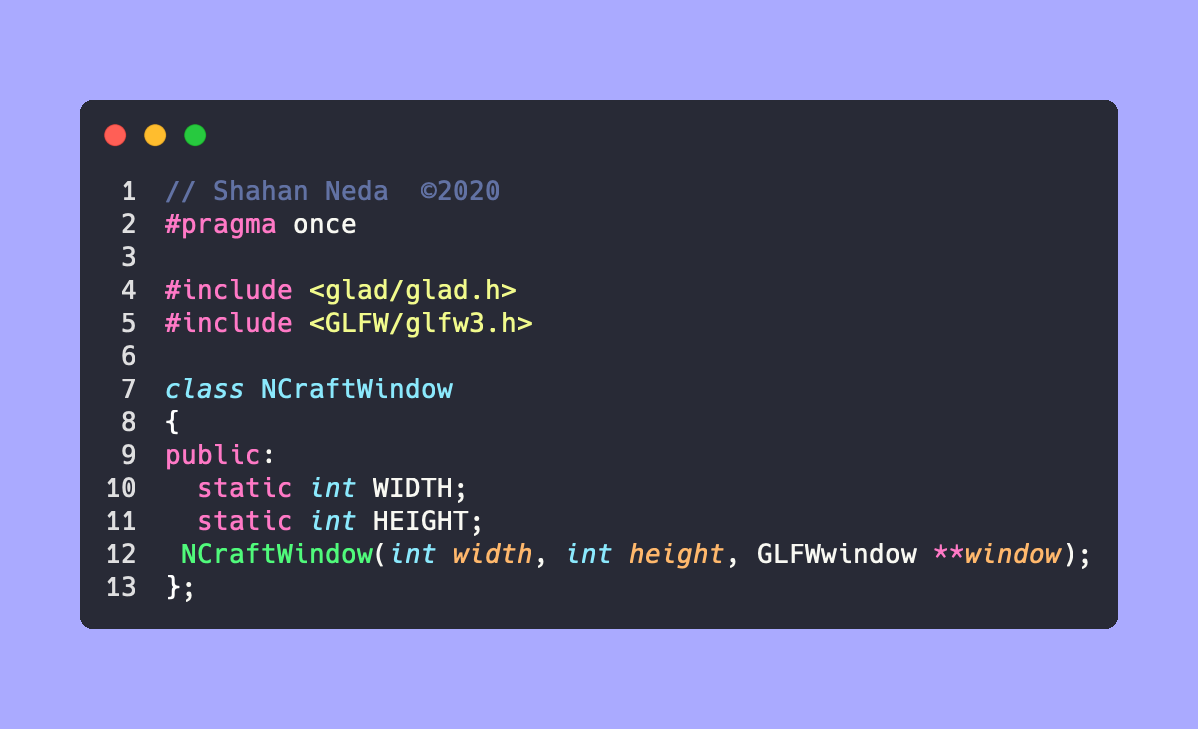 1 // Shahan Neda  ©2020
2 #pragma once
3
4 #include <glad/glad.h>
5 #include <GLFW/glfw3.h>
6
7 class NCraftWindow
8 {
9 public:
10   static int WIDTH;
11   static int HEIGHT;
12  NCraftWindow(int width, int height, GLFWwindow **window);
13 };